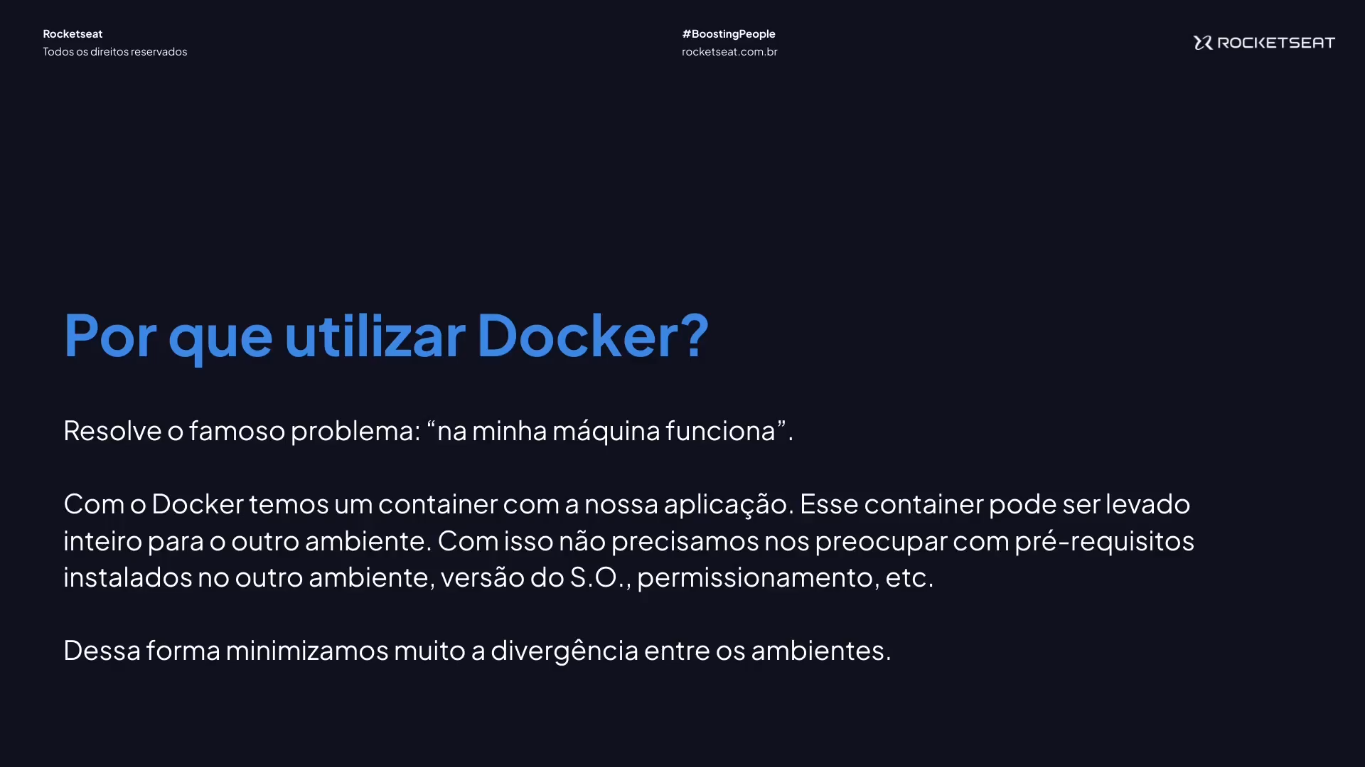 Rocketseat
Todos os direitos reservados
#BoostingPeople
rocketseat.com.br
ROCKETSEAT
Por que utilizar Docker?
Resolve o famoso problema: “na minha máquina funciona”.
Com o Docker temos um container com a nossa aplicação. Esse container pode ser levado
inteiro para o outro ambiente. Com isso não precisamos nos preocupar com pré-requisitos
instalados no outro ambiente, versão do S.O., permissionamento, etc.
Dessa forma minimizamos muito a divergência entre os ambientes.